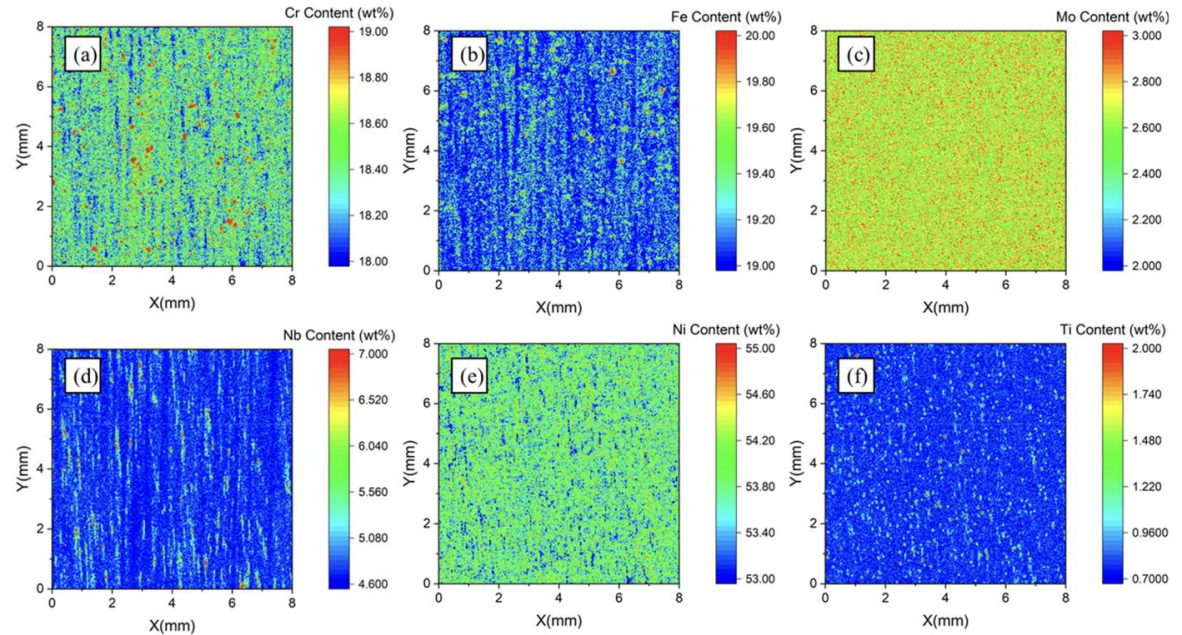 Cr Content (wt%)
Fe Content (wt%)
Mo Content (wt%)
(a)
8
6
4
2
0
Y(mm)
0 2 4 6 8
X(mm)
19.00
18.80
18.60
18.40
18.20
18.00
(b)
8
6
4
2
0
Y(mm)
0 2 4 6 8
X(mm)
20.00
19.80
19.60
19.40
19.20
19.00
(c)
8
6
4
2
0
Y(mm)
0 2 4 6 8
X(mm)
3.000
2.800
2.600
2.400
2.200
2.000
Nb Content (wt%)
Ni Content (wt%)
Ti Content (wt%)
(d)
8
6
4
2
0
Y(mm)
0 2 4 6 8
X(mm)
7.000
6.520
6.040
5.560
5.080
4.600
(e)
8
6
4
2
0
Y(mm)
0 2 4 6 8
X(mm)
55.00
54.60
54.20
53.80
53.40
53.00
(f)
8
6
4
2
0
Y(mm)
0 2 4 6 8
X(mm)
2.000
1.740
1.480
1.220
0.9600
0.7000